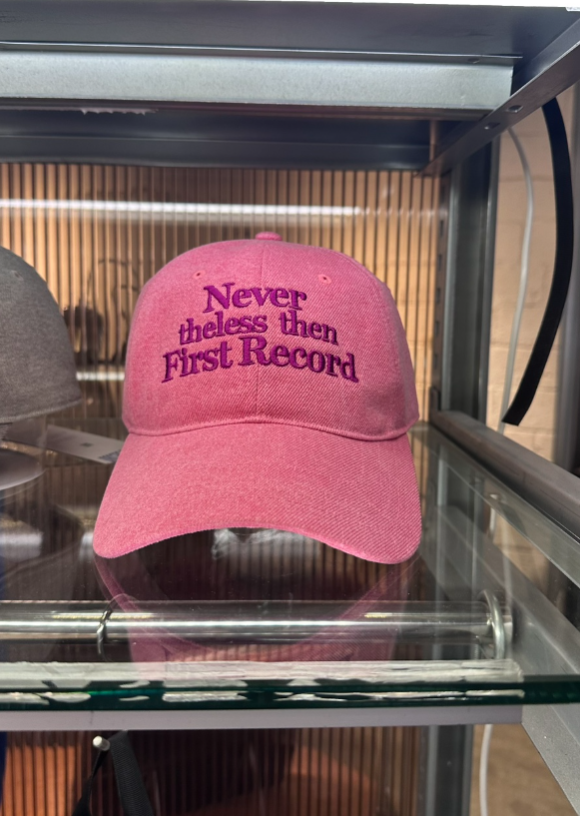 Never
theless then
First Record